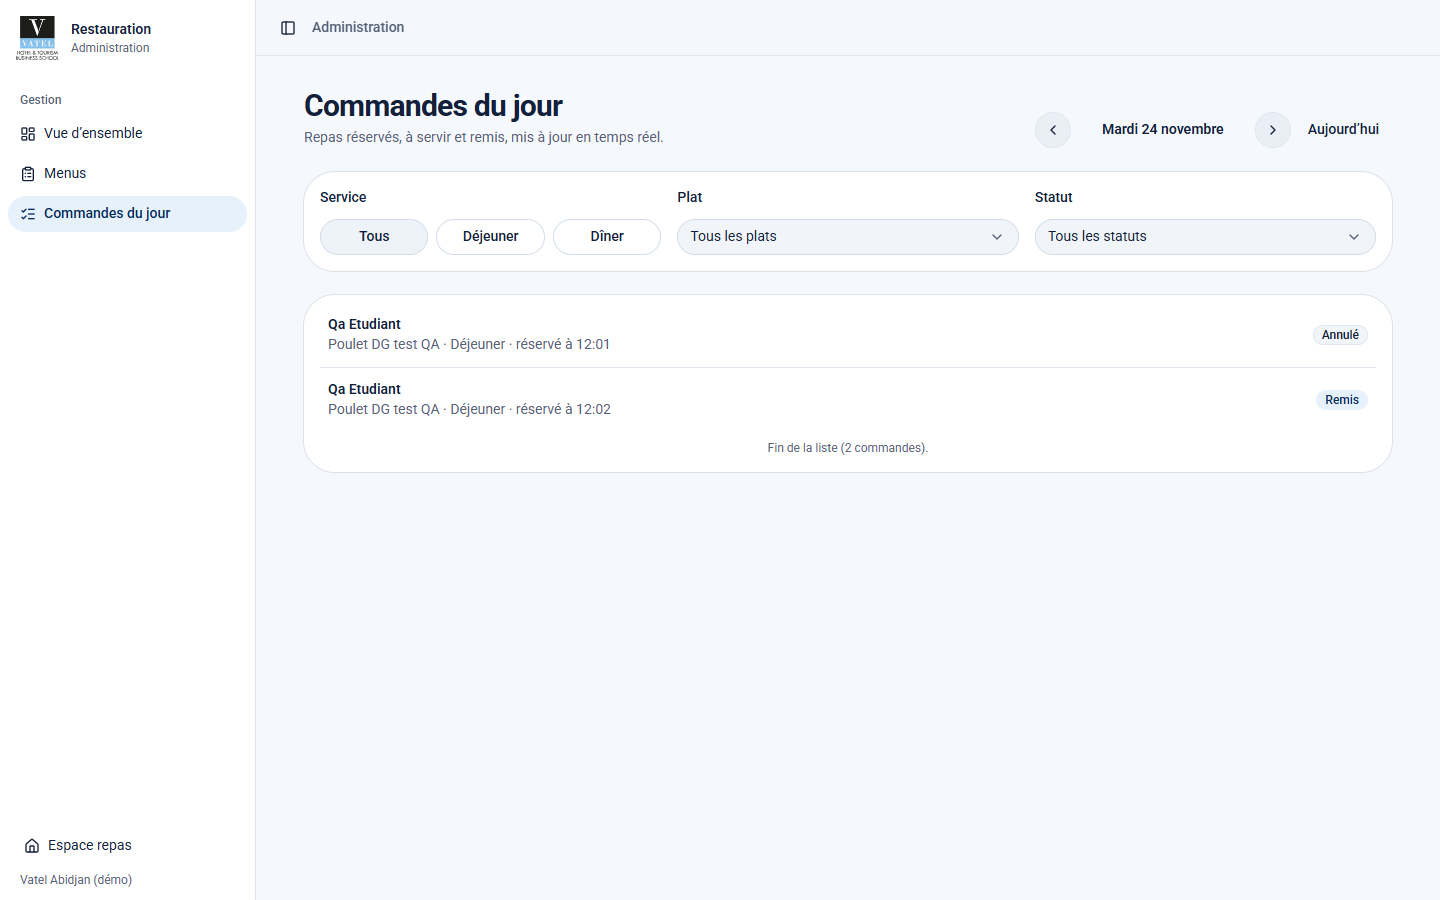 V
VATEL
HOTEL & TOURISM
BUSINESS SCHOOL
Restauration
Administration
Gestion
Vue d’ensemble
Menus
Commandes du jour
Espace repas
Vatel Abidjan (démo)
Administration
Commandes du jour
Repas réservés, à servir et remis, mis à jour en temps réel.
Mardi 24 novembre
Aujourd’hui
Service
Tous
Déjeuner
Dîner
Plat
Tous les plats
Statut
Tous les statuts
Qa Etudiant
Poulet DG test QA · Déjeuner · réservé à 12:01
Annulé
Qa Etudiant
Poulet DG test QA · Déjeuner · réservé à 12:02
Remis
Fin de la liste (2 commandes).